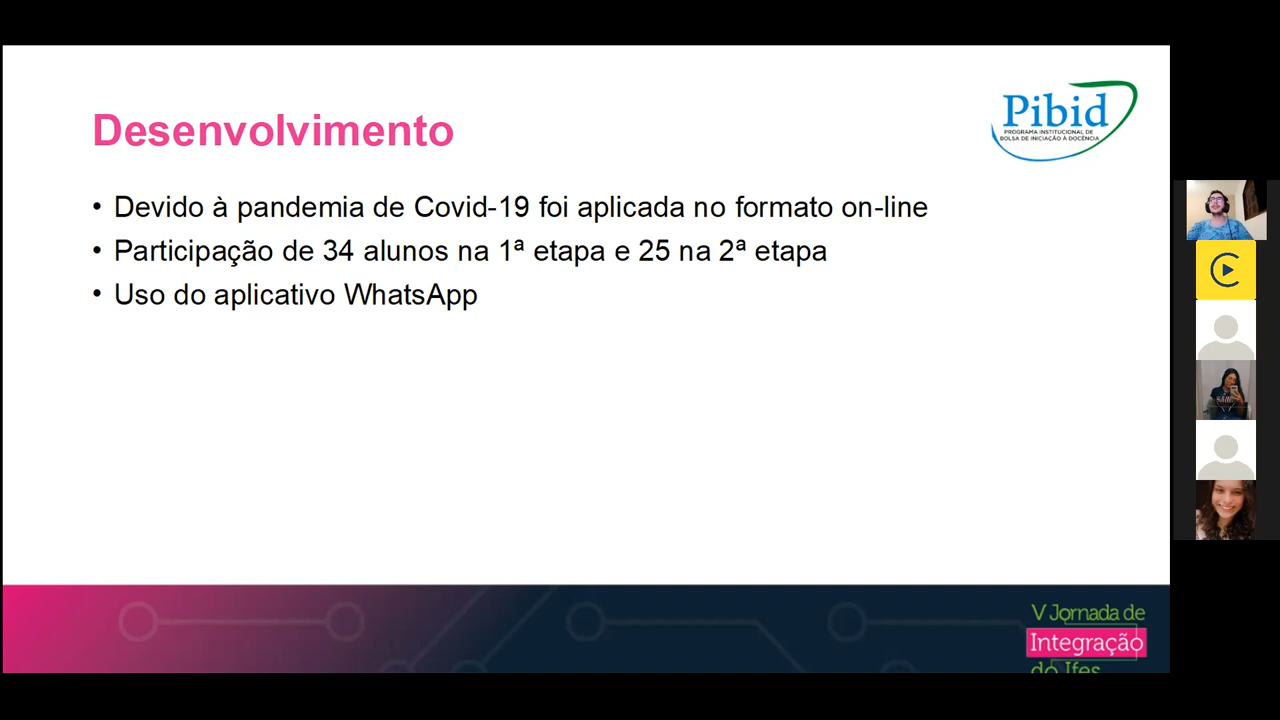 Desenvolvimento
Pibid
PROGRAMA INSTITUCIONAL DE
BOLSA DE INICIAÇÃO À DOCÊNCIA
• Devido à pandemia de Covid-19 foi aplicada no formato on-line
• Participação de 34 alunos na 1ª etapa e 25 na 2ª etapa
• Uso do aplicativo WhatsApp
V Jornada de
Integração
do Ifes